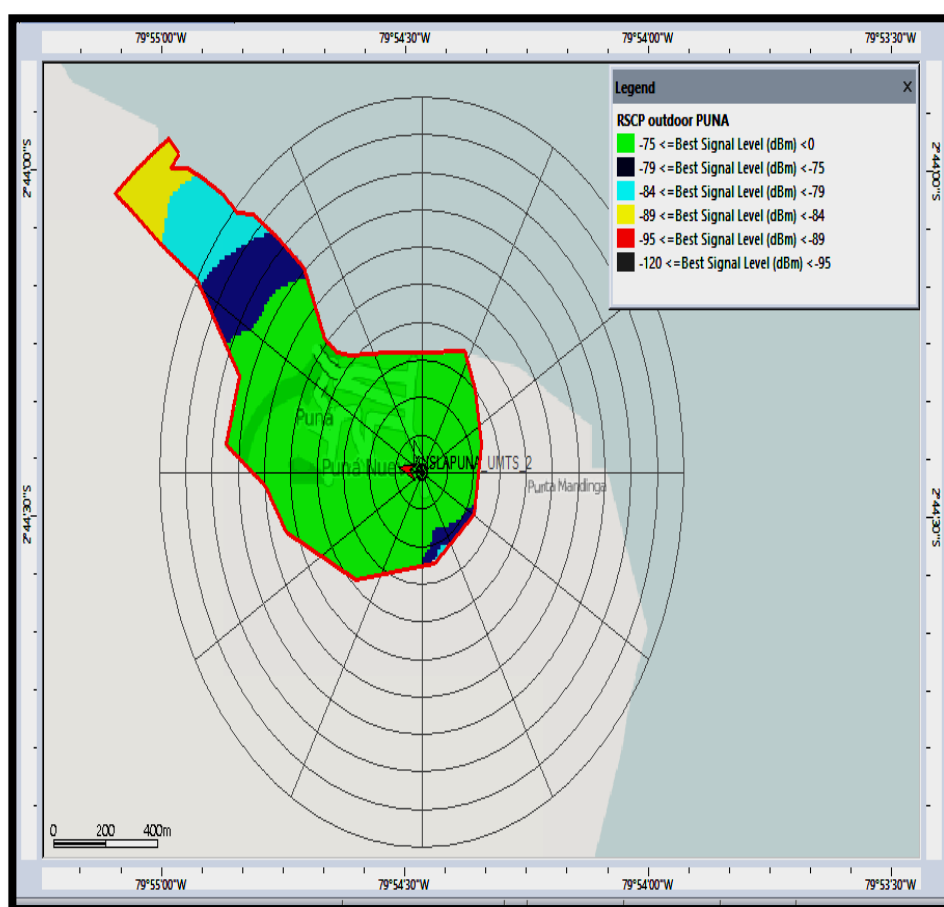 79°55'00"W 79°54'30"W 79°54'00"W 79°53'30"W
Legend X
RSCP outdoor PUNA
-75 <=Best Signal Level (dBm) <0
-79 <=Best Signal Level (dBm) <-75
-84 <=Best Signal Level (dBm) <-79
-89 <=Best Signal Level (dBm) <-84
-95 <=Best Signal Level (dBm) <-89
-120 <=Best Signal Level (dBm) <-95
2°44'00"S 2°44'00"S
Puna
Puná Nue
SLAPUNA_UMTS_2
Punta Mandinga
2°44'30"S 2°44'30"S
0 200 400m
79°55'00"W 79°54'30"W 79°54'00"W 79°53'30"W